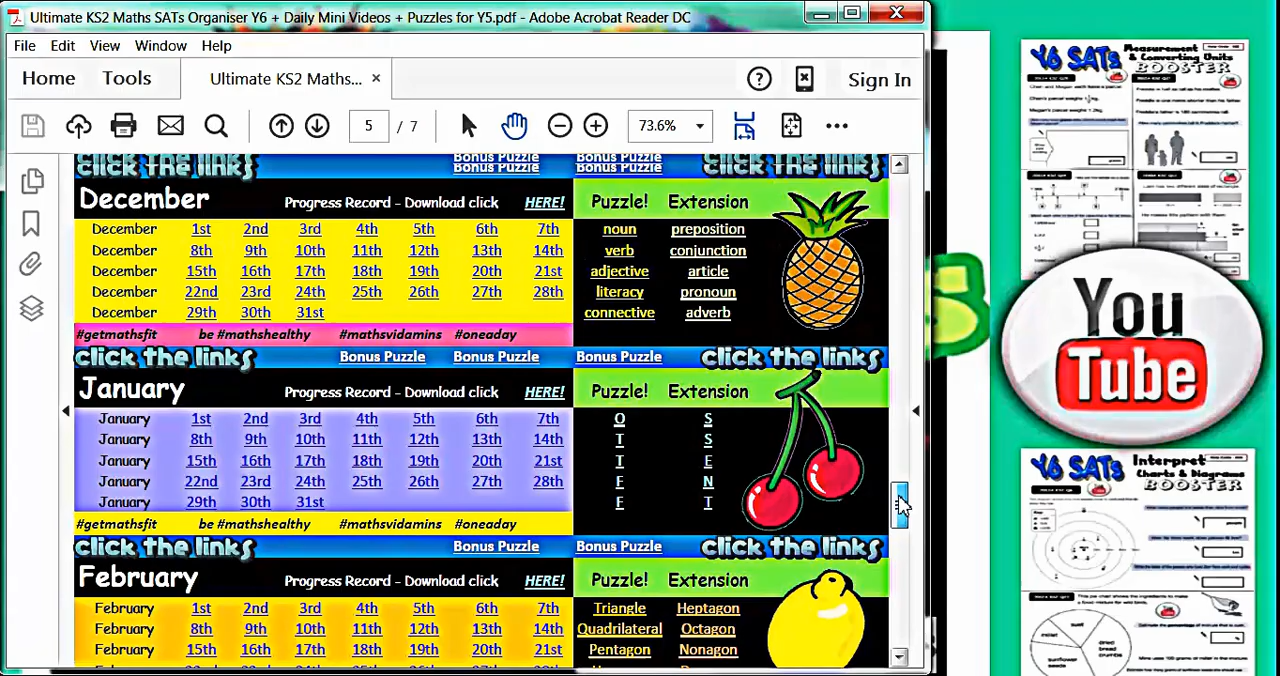 Ultimate KS2 Maths SATs Organiser Y6 + Daily Mini Videos + Puzzles for Y5.pdf - Adobe Acrobat Reader DC
File Edit View Window Help
Home Tools Ultimate KS2 Maths... × ? Sign In
5 / 7 73.6%
click the links Bonus Puzzle Bonus Puzzle click the links
Bonus Puzzle Bonus Puzzle
December Progress Record - Download click HERE! Puzzle! Extension
December 1st 2nd 3rd 4th 5th 6th 7th noun preposition
December 8th 9th 10th 11th 12th 13th 14th verb conjunction
December 15th 16th 17th 18th 19th 20th 21st adjective article
December 22nd 23rd 24th 25th 26th 27th 28th literacy pronoun
December 29th 30th 31st connective adverb
#getmathsfit be #mathshealthy #mathsvidamins #oneaday
click the links Bonus Puzzle Bonus Puzzle Bonus Puzzle click the links
January Progress Record - Download click HERE! Puzzle! Extension
January 1st 2nd 3rd 4th 5th 6th 7th O S
January 8th 9th 10th 11th 12th 13th 14th T S
January 15th 16th 17th 18th 19th 20th 21st T E
January 22nd 23rd 24th 25th 26th 27th 28th F N
January 29th 30th 31st F T
#getmathsfit be #mathshealthy #mathsvidamins #oneaday
click the links Bonus Puzzle Bonus Puzzle click the links
February Progress Record - Download click HERE! Puzzle! Extension
February 1st 2nd 3rd 4th 5th 6th 7th Triangle Heptagon
February 8th 9th 10th 11th 12th 13th 14th Quadrilateral Octagon
February 15th 16th 17th 18th 19th 20th 21st Pentagon Nonagon
Y6 SATs Measurement
& Converting Units
BOOSTER
You
Tube
Y6 SATs Interpret
Charts & Diagrams
BOOSTER
suet
millet
dried
bread
crumbs
sunflower
seeds